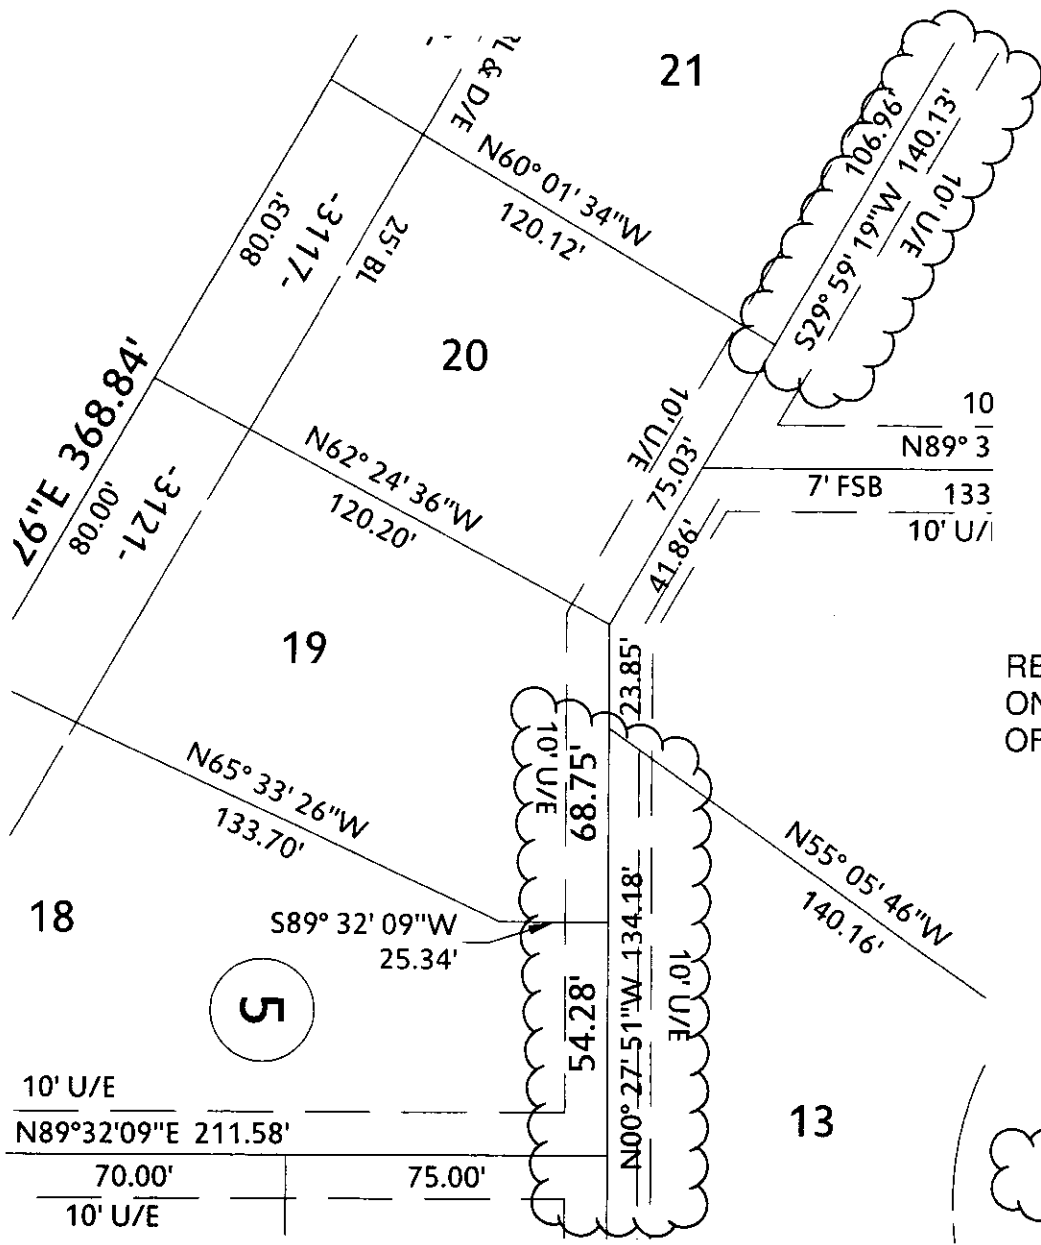 21
BL & D/E
N60° 01' 34"W
120.12'
106.96'
S29° 59' 19"W 140.13'
10' U/E
80.03'
-3117-
25' BL
20
368.84'
80.00'
-3121-
N62° 24' 36"W
120.20'
10' U/E
75.03'
41.86'
10
N89° 3
7' FSB
133
10' U/
19
23.85'
10' U/E
68.75'
RE
ON
N65° 33' 26"W
133.70'
N55° 05' 46"W
140.16'
18
S89° 32' 09"W
25.34'
N00° 27' 51"W 134.18'
10' U/E
54.28'
5
10' U/E
N89°32'09"E 211.58'
70.00'
75.00'
10' U/E
13